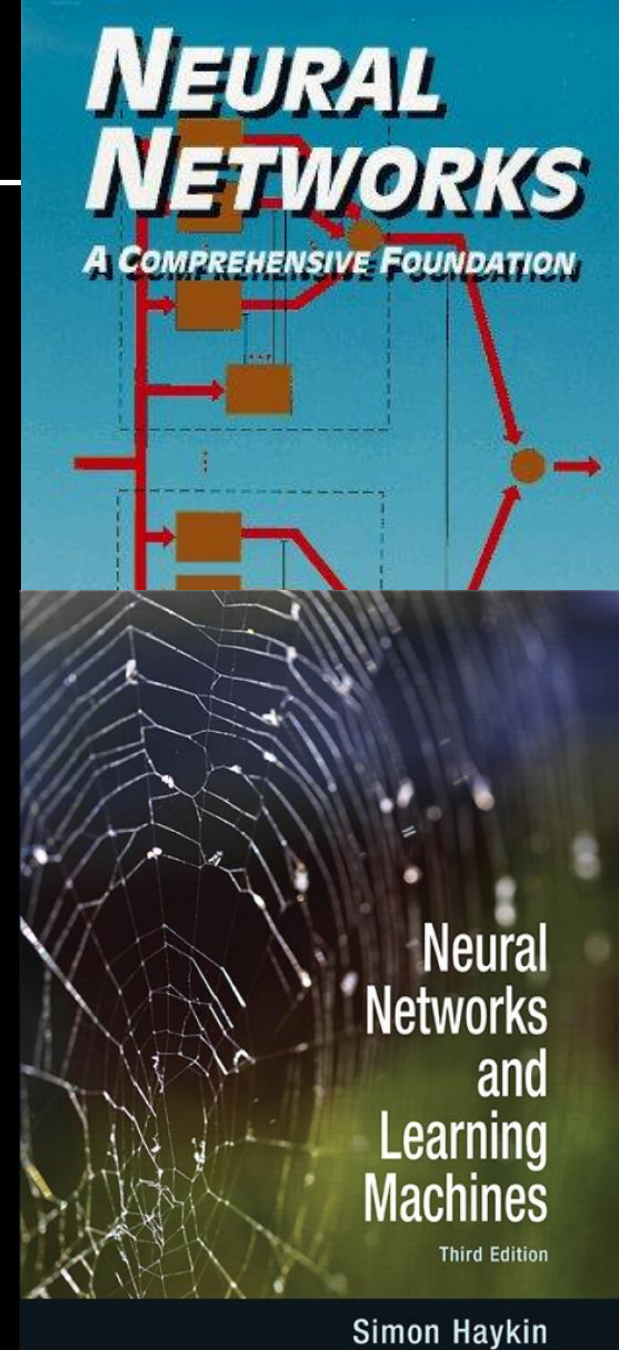 NEURAL
NETWORKS
A COMPREHENSIVE FOUNDATION
Neural
Networks
and
Learning
Machines
Third Edition
Simon Haykin